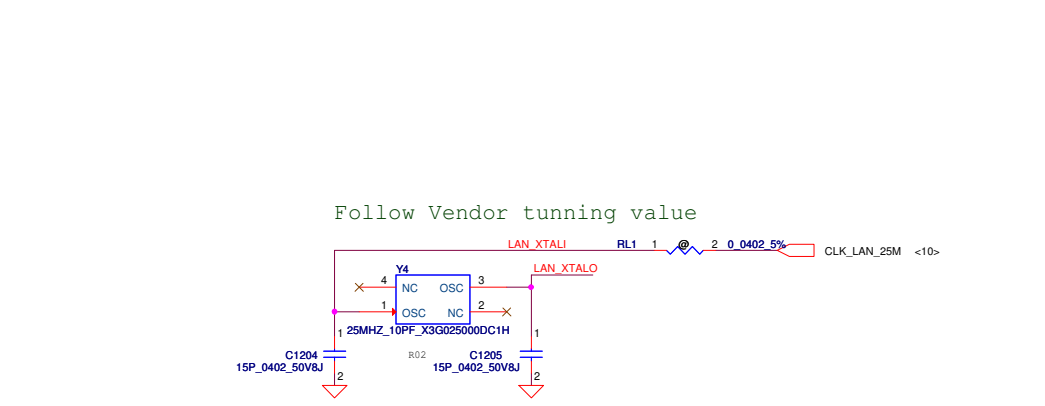 Follow Vendor tunning value
LAN_XTALI RL1 1 @ 2 0_0402_5% CLK_LAN_25M <10>
LAN_XTALO
Y4
4 NC OSC 3
1 OSC NC 2
25MHZ_10PF_X3G025000DC1H
1 1
C1204 R02 C1205
15P_0402_50V8J 15P_0402_50V8J
2 2